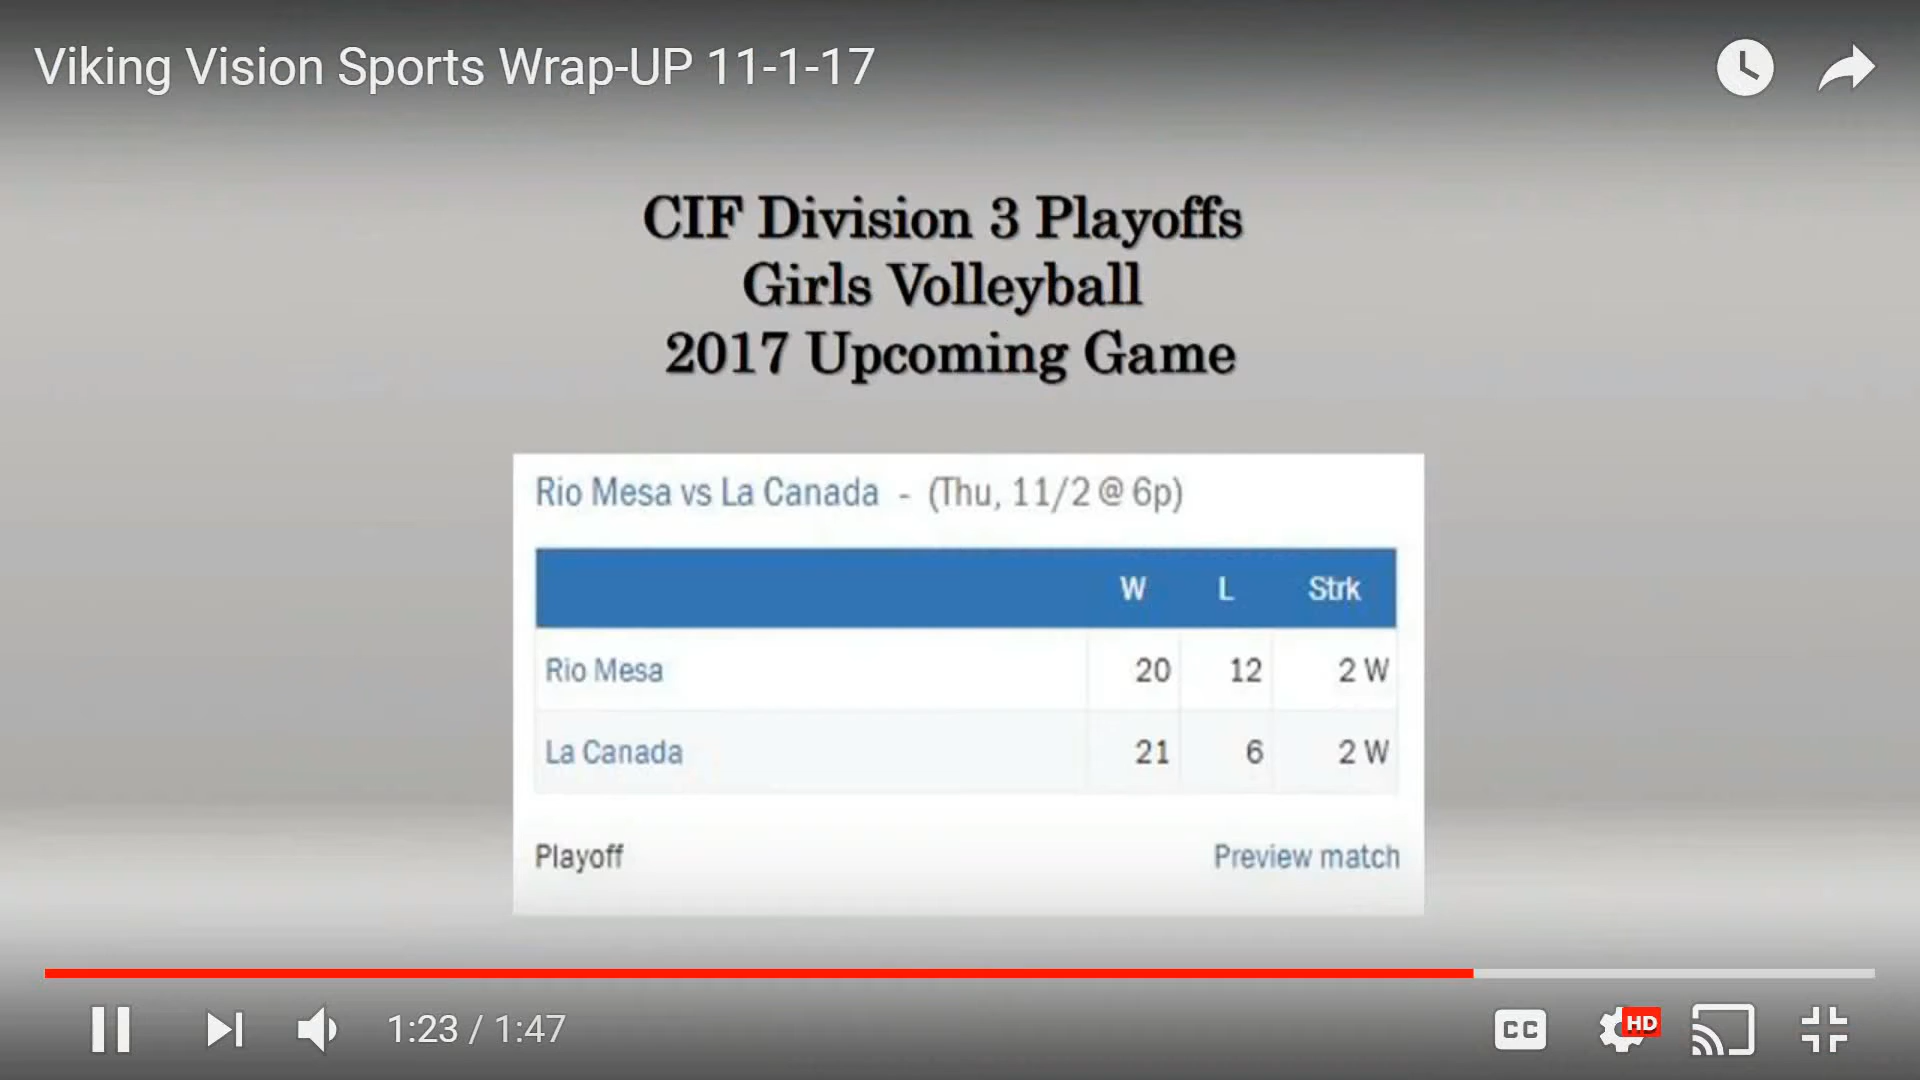 Viking Vision Sports Wrap-UP 11-1-17
CIF Division 3 Playoffs
Girls Volleyball
2017 Upcoming Game
Rio Mesa vs La Canada - (Thu, 11/2 @ 6p)
W L Strk
Rio Mesa 20 12 2 W
La Canada 21 6 2 W
Playoff Preview match
1:23 / 1:47 CC HD